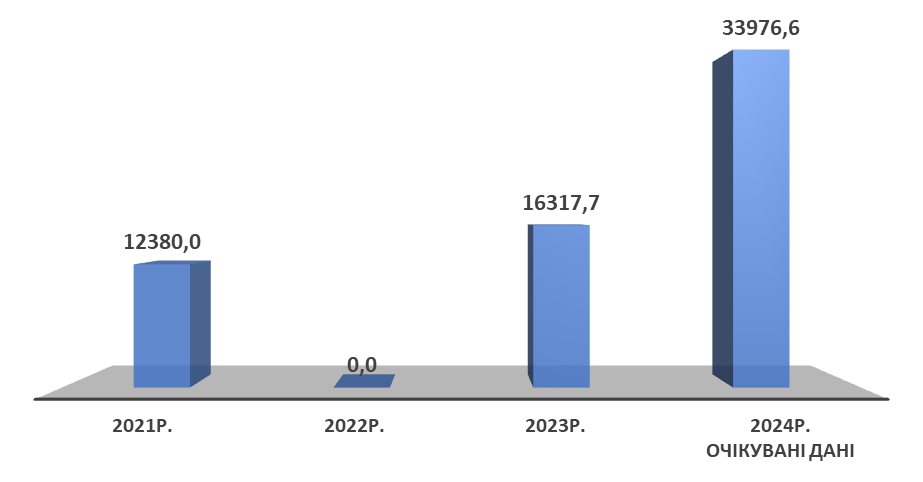 33976,6
16317,7
12380,0
0,0
2021Р.
2022Р.
2023Р.
2024Р.
ОЧІКУВАНІ ДАНІ